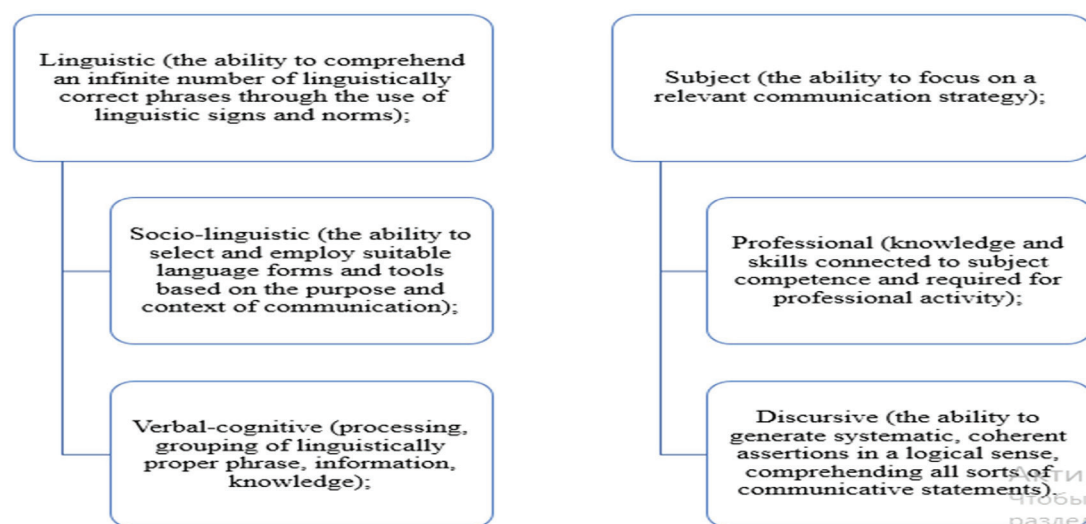 Linguistic (the ability to comprehend
an infinite number of linguistically
correct phrases through the use of
linguistic signs and norms);
Socio-linguistic (the ability to
select and employ suitable
language forms and tools
based on the purpose and
context of communication);
Verbal-cognitive (processing,
grouping of linguistically
proper phrase, information,
knowledge);
Subject (the ability to focus on a
relevant communication strategy);
Professional (knowledge and
skills connected to subject
competence and required for
professional activity);
Discursive (the ability to
generate systematic, coherent
assertions in a logical sense,
comprehending all sorts of
communicative statements).
Акти
Чтобы
раздел